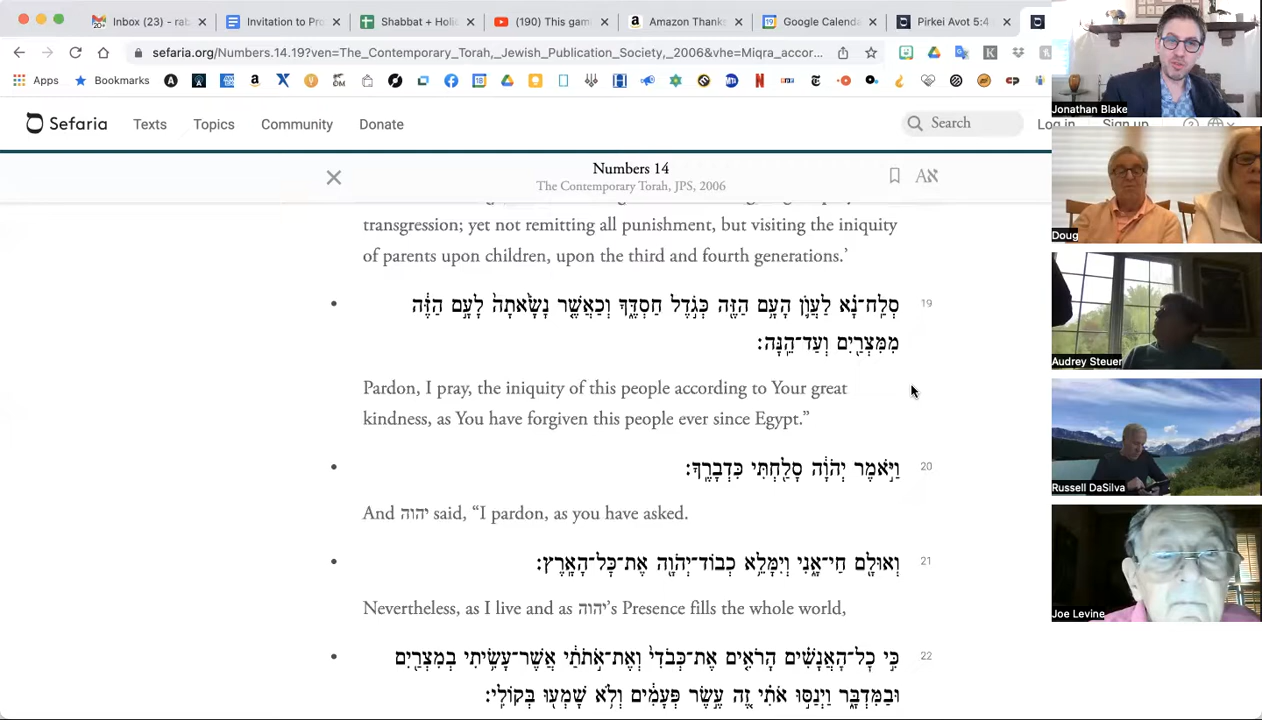 Inbox (23) - rab
Invitation to Pro
Shabbat + Holi
(190) This gam
Amazon Thanks
Google Calenda
Pirkei Avot 5:4
sefaria.org/Numbers.14.19?ven=The_Contemporary_Torah,_Jewish_Publication_Society,_2006&vhe=Miqra_accor...
Apps
Bookmarks
Sefaria
Texts
Topics
Community
Donate
Search
Log in
Sign up
Numbers 14
The Contemporary Torah, JPS, 2006
transgression; yet not remitting all punishment, but visiting the iniquity
of parents upon children, upon the third and fourth generations.’
19
סְלַֽח־נָ֗א לַעֲוֺ֛ן הָעָ֥ם הַזֶּ֖ה כְּגֹ֣דֶל חַסְדֶּ֑ךָ וְכַאֲשֶׁ֤ר נָשָׂ֙אתָה֙ לָעָ֣ם הַזֶּ֔ה
מִמִּצְרַ֖יִם וְעַד־הֵֽנָּה׃
Pardon, I pray, the iniquity of this people according to Your great
kindness, as You have forgiven this people ever since Egypt.”
20
וַיֹּ֣אמֶר יְהֹוָ֔ה סָלַ֖חְתִּי כִּדְבָרֶֽךָ׃
And יהוה said, “I pardon, as you have asked.
21
וְאוּלָ֖ם חַי־אָ֑נִי וְיִמָּלֵ֥א כְבוֹד־יְהֹוָ֖ה אֶת־כׇּל־הָאָֽרֶץ׃
Nevertheless, as I live and as יהוה’s Presence fills the whole world,
22
כִּ֣י כׇל־הָאֲנָשִׁ֗ים הָרֹאִ֤ים אֶת־כְּבֹדִי֙ וְאֶת־אֹ֣תֹתַ֔י אֲשֶׁר־עָשִׂ֥יתִי בְמִצְרַ֖יִם
וּבַמִּדְבָּ֑ר וַיְנַסּ֣וּ אֹתִ֗י זֶ֚ה עֶ֣שֶׂר פְּעָמִ֔ים וְלֹ֥א שָׁמְע֖וּ בְּקוֹלִֽי׃
Jonathan Blake
Doug
Audrey Steuer
Russell DaSilva
Joe Levine